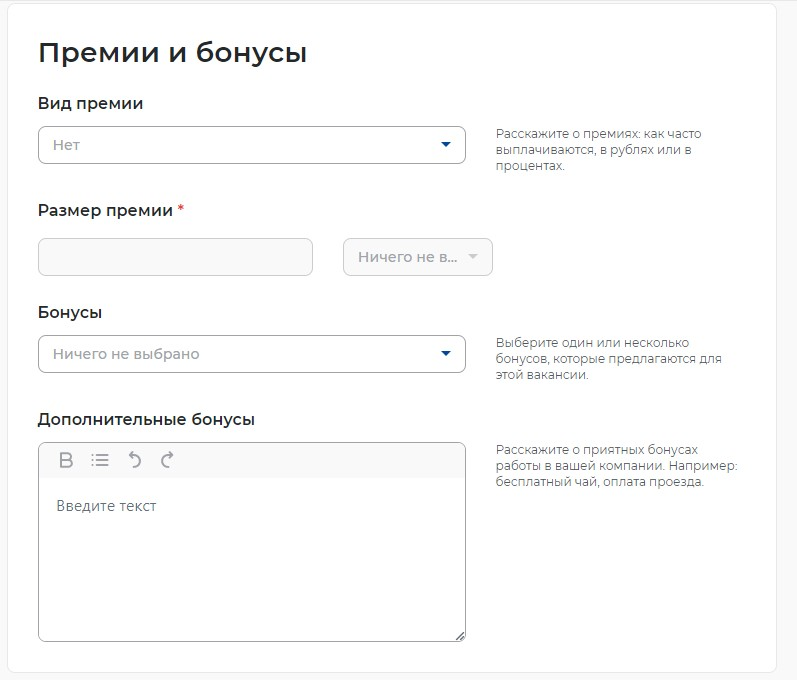 Премии и бонусы
Вид премии
Нет
Расскажите о премиях: как часто
выплачиваются, в рублях или в
процентах.
Размер премии *
Ничего не в...
Бонусы
Ничего не выбрано
Выберите один или несколько
бонусов, которые предлагаются для
этой вакансии.
Дополнительные бонусы
B
Введите текст
Расскажите о приятных бонусах
работы в вашей компании. Например:
бесплатный чай, оплата проезда.